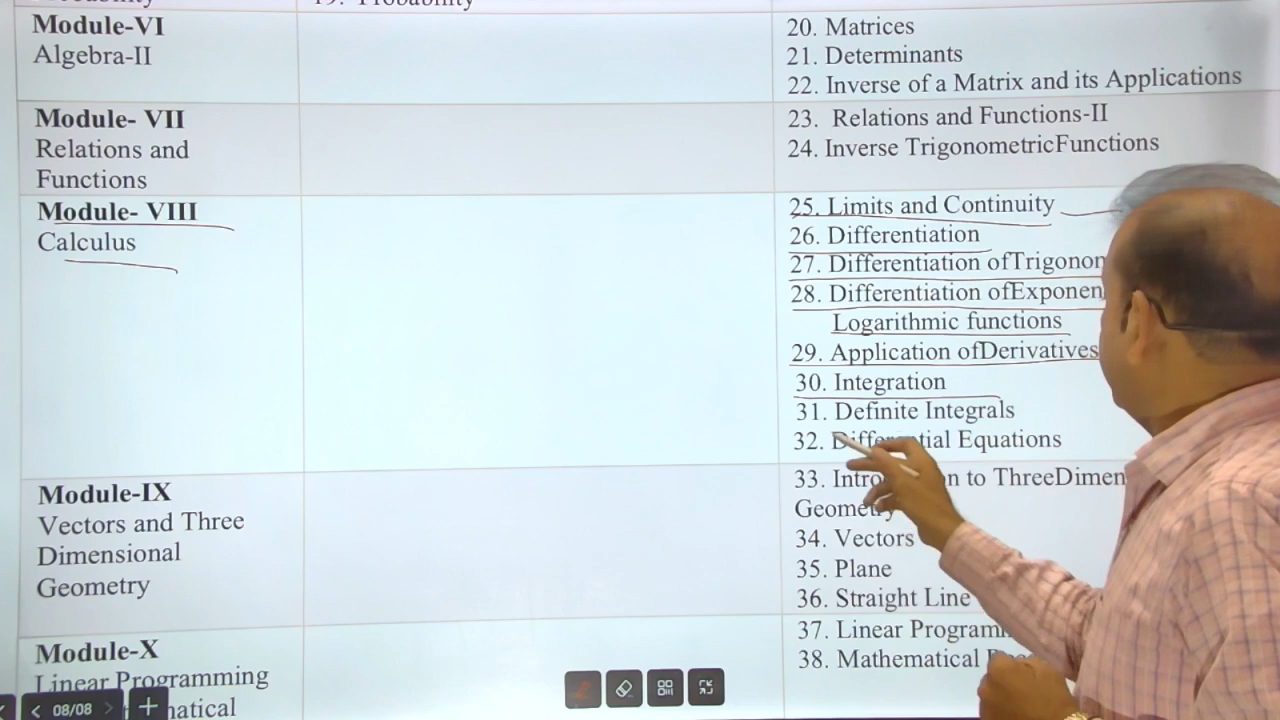 19. Probability
Module-VI
Algebra-II
20. Matrices
21. Determinants
22. Inverse of a Matrix and its Applications
Module- VII
Relations and
Functions
23. Relations and Functions-II
24. Inverse TrigonometricFunctions
Module- VIII
Calculus
25. Limits and Continuity
26. Differentiation
27. Differentiation ofTrigonon
28. Differentiation ofExponen
Logarithmic functions
29. Application ofDerivatives
30. Integration
31. Definite Integrals
32. Differential Equations
Module-IX
Vectors and Three
Dimensional
Geometry
33. to ThreeDimen
Geometry
34. Vectors
35. Plane
36. Straight Line
Module-X
Linear Programming
37. Linear Program
38. Mathematical
08/08